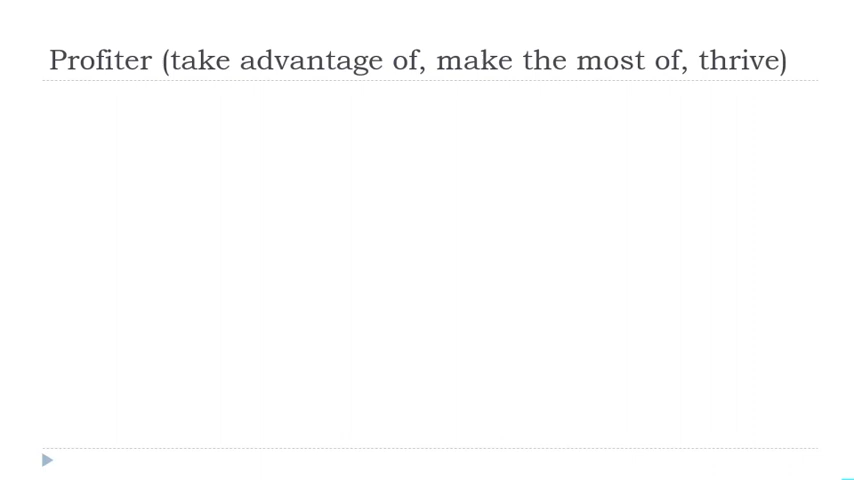 Profiter (take advantage of, make the most of, thrive)